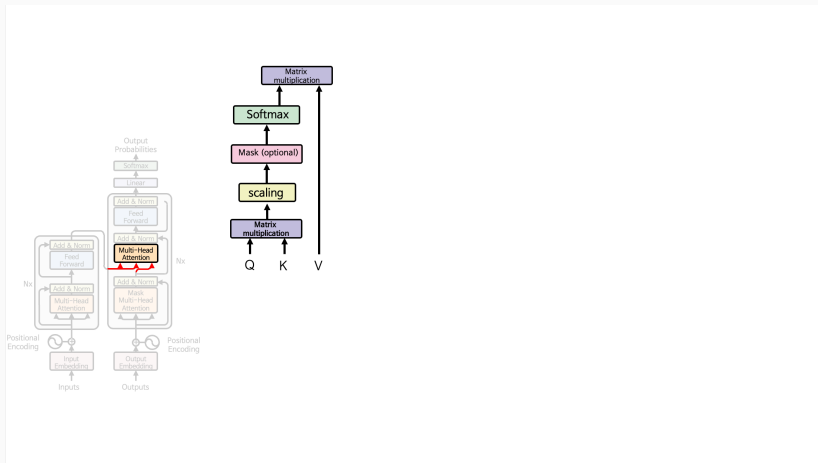 Matrix
multiplication
Softmax
Mask (optional)
scaling
Matrix
multiplication
Q K V
Output
Probabilities
Softmax
Linear
Add & Norm
Feed
Forward
Add & Norm
Multi-Head
Attention
Nx
Add & Norm
Mask
Multi-Head
Attention
Add & Norm
Feed
Forward
Nx
Add & Norm
Multi-Head
Attention
Positional
Encoding
Positional
Encoding
Input
Embedding
Output
Embedding
Inputs
Outputs